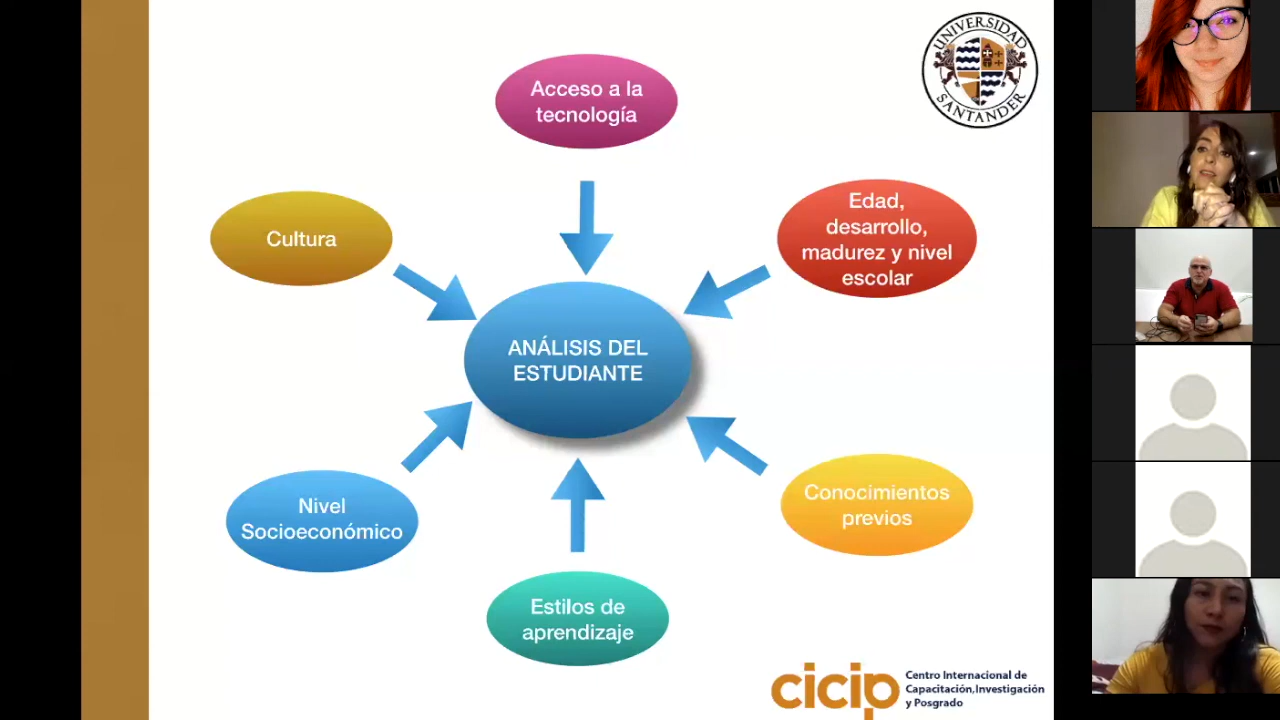 UNIVERSIDAD
SANTANDER
Acceso a la
tecnología
Cultura
Edad,
desarrollo,
madurez y nivel
escolar
ANÁLISIS DEL
ESTUDIANTE
Nivel
Socioeconómico
Conocimientos
previos
Estilos de
aprendizaje
cicip
Centro Internacional de
Capacitación,Investigación
y Posgrado